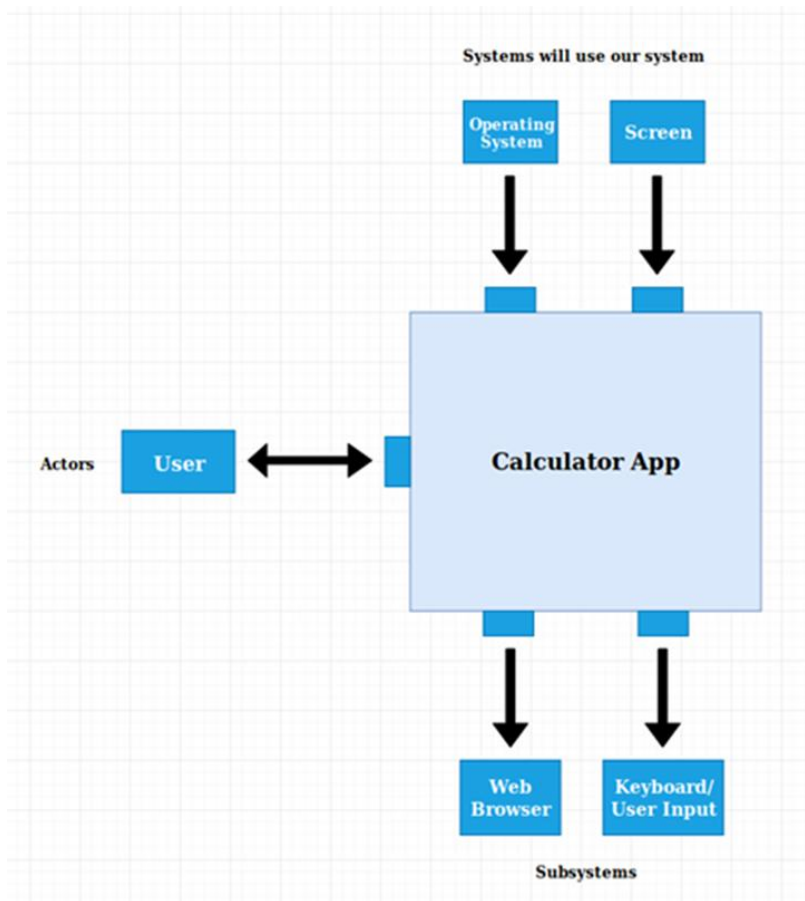 Systems will use our system
Operating
System
Screen
Actors
User
Calculator App
Web
Browser
Keyboard/
User Input
Subsystems